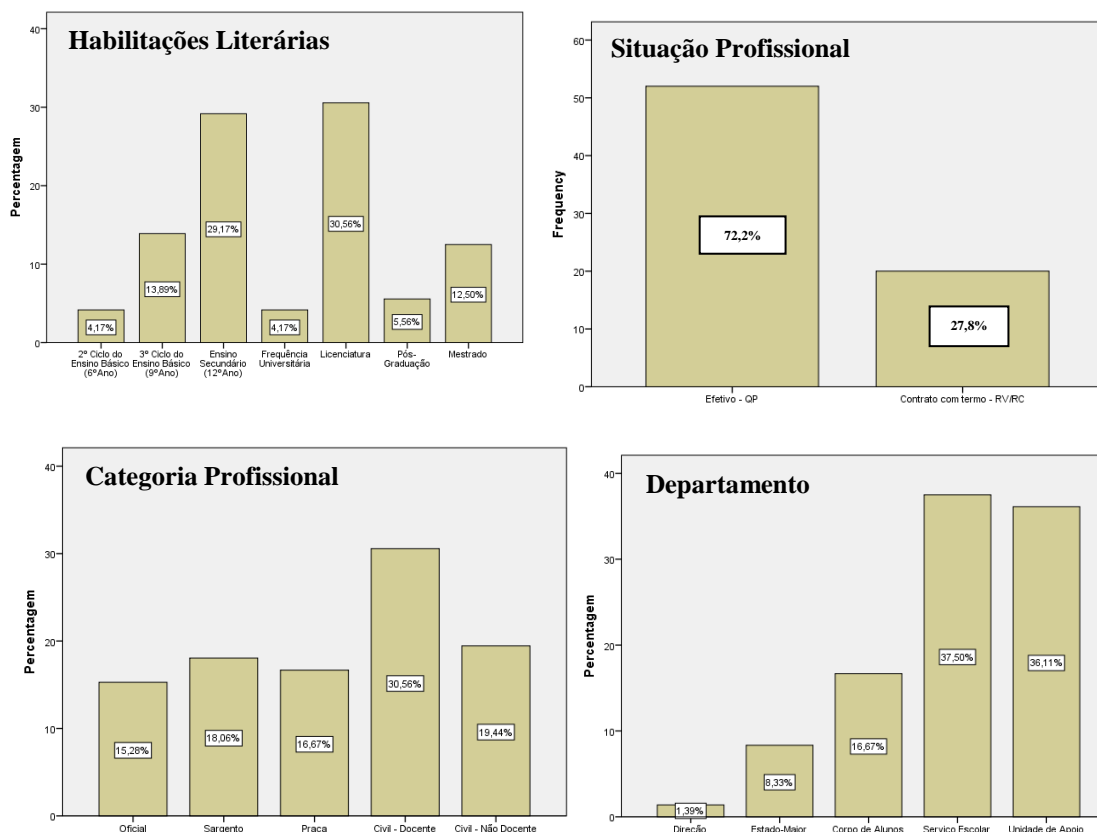 Habilitações Literárias
Percentagem
40
30
20
10
0
4,17%
13,89%
29,17%
4,17%
30,56%
5,56%
12,50%
2º Ciclo do
Ensino Básico
(6ºAno)
3º Ciclo do
Ensino Básico
(9ºAno)
Ensino
Secundário
(12ºAno)
Frequência
Universitária
Licenciatura
Pós-
Graduação
Mestrado
Situação Profissional
Frequency
60
50
40
30
20
10
0
72,2%
27,8%
Efetivo - QP
Contrato com termo - RV/RC
Categoria Profissional
Percentagem
40
30
20
10
0
15,28%
18,06%
16,67%
30,56%
19,44%
Oficial
Sargento
Praça
Civil - Docente
Civil - Não Docente
Departamento
Percentagem
40
30
20
10
0
1,39%
8,33%
16,67%
37,50%
36,11%
Direção
Estado-Maior
Corpo de Alunos
Serviço Escolar
Unidade de Apoio